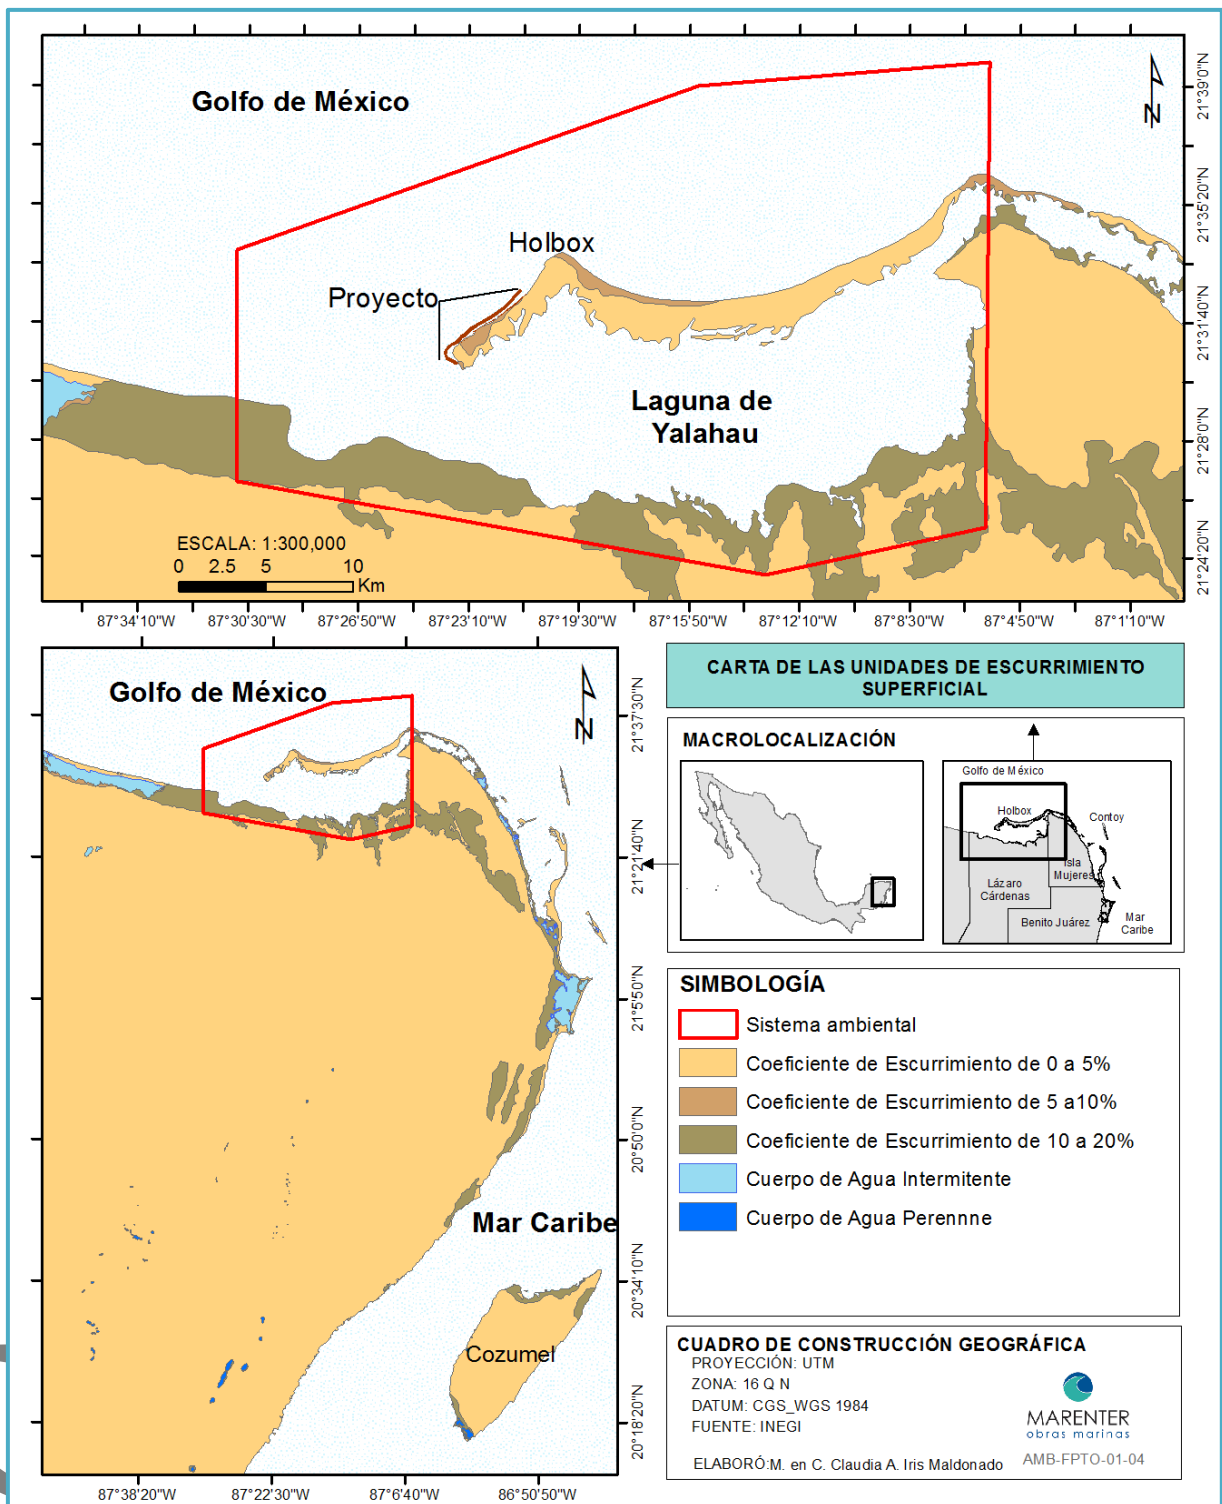 Golfo de México
Holbox
Proyecto
Laguna de
Yalahau
N
ESCALA: 1:300,000
0 2.5 5 10
Km
21°39'0"N
21°35'20"N
21°31'40"N
21°28'0"N
21°24'20"N
87°34'10"W 87°30'30"W 87°26'50"W 87°23'10"W 87°19'30"W 87°15'50"W 87°12'10"W 87°8'30"W 87°4'50"W 87°1'10"W
Golfo de México
N
Mar Caribe
Cozumel
21°37'30"N
21°21'40"N
21°5'50"N
20°50'0"N
20°34'10"N
20°18'20"N
87°38'20"W 87°22'30"W 87°6'40"W 86°50'50"W
CARTA DE LAS UNIDADES DE ESCURRIMIENTO
SUPERFICIAL
MACROLOCALIZACIÓN
Golfo de México
Holbox
Contoy
Isla
Mujeres
Lázaro
Cárdenas
Benito Juárez
Mar
Caribe
SIMBOLOGÍA
Sistema ambiental
Coeficiente de Escurrimiento de 0 a 5%
Coeficiente de Escurrimiento de 5 a10%
Coeficiente de Escurrimiento de 10 a 20%
Cuerpo de Agua Intermitente
Cuerpo de Agua Perennne
CUADRO DE CONSTRUCCIÓN GEOGRÁFICA
PROYECCIÓN: UTM
ZONA: 16 Q N
DATUM: CGS_WGS 1984
FUENTE: INEGI
ELABORÓ:M. en C. Claudia A. Iris Maldonado
MARENTER
obras marinas
AMB-FPTO-01-04